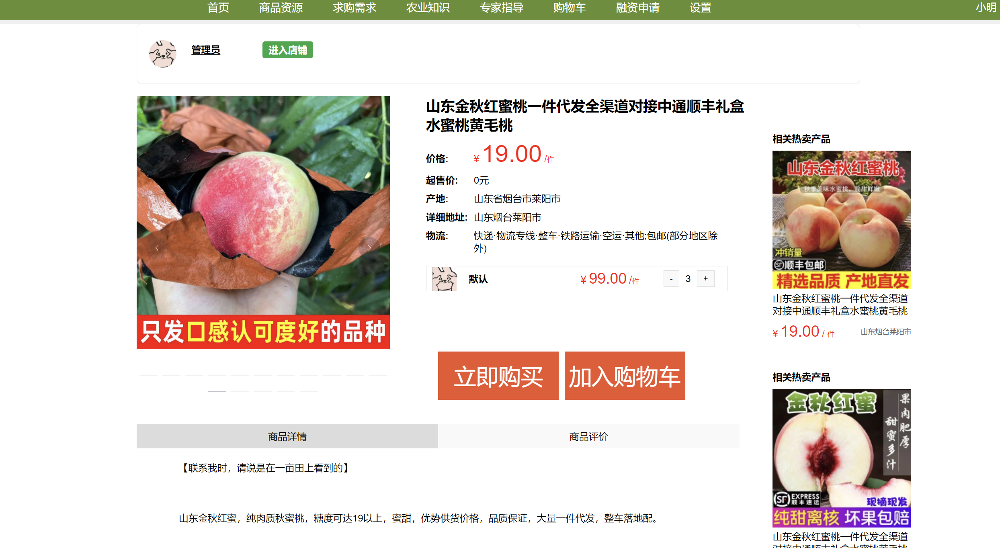 首页 商品资源 求购需求 农业知识 专家指导 购物车 融资申请 设置 小明
管理员 进入店铺
只发口感认可度好的品种
山东金秋红蜜桃一件代发全渠道对接中通顺丰礼盒
水蜜桃黄毛桃
价格: ¥ 19.00 /件
起售价: 0元
产地: 山东省烟台市莱阳市
详细地址: 山东烟台莱阳市
物流: 快递·物流专线·整车·铁路运输·空运·其他;包邮(部分地区除
外)
默认 ¥ 99.00 /件 - 3 +
立即购买 加入购物车
商品详情 商品评价
【联系我时，请说是在一亩田上看到的】
山东金秋红蜜，纯肉质秋蜜桃，糖度可达19以上，蜜甜，优势供货价格，品质保证，大量一件代发，整车落地配。
相关热卖产品
山东金秋红蜜桃
秋季美味水蜜桃，脆甜鲜嫩
冲销量
SF顺丰包邮
精选品质 产地直发
山东金秋红蜜桃一件代发全渠道
对接中通顺丰礼盒水蜜桃黄毛桃
¥ 19.00 / 件 山东烟台莱阳市
相关热卖产品
金秋红蜜
果肉肥厚
甜蜜多汁
SF EXPRESS
顺丰速运
现摘现发
纯甜离核 坏果包赔
山东金秋红蜜桃一件代发全渠道
对接中通顺丰礼盒水蜜桃黄毛桃